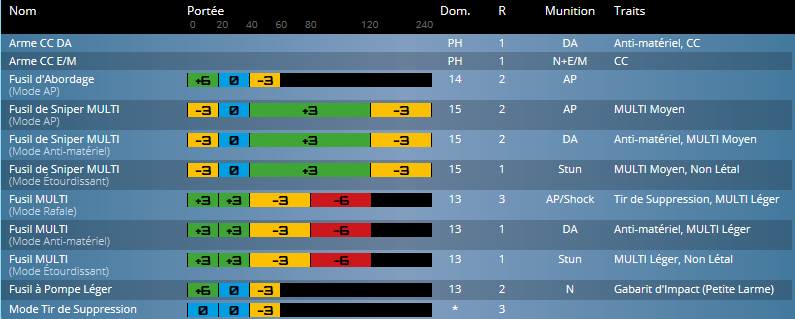 Nom Portée Dom. R Munition Traits
0 20 40 60 80 120 240
Arme CC DA PH 1 DA Anti-matériel, CC
Arme CC E/M PH 1 N+E/M CC
Fusil d'Abordage +6 0 -3 14 2 AP
(Mode AP)
Fusil de Sniper MULTI -3 0 +3 -3 15 2 AP MULTI Moyen
(Mode AP)
Fusil de Sniper MULTI -3 0 +3 -3 15 2 DA Anti-matériel, MULTI Moyen
(Mode Anti-matériel)
Fusil de Sniper MULTI -3 0 +3 -3 15 1 Stun MULTI Moyen, Non Létal
(Mode Étourdissant)
Fusil MULTI +3 +3 -3 -6 13 3 AP/Shock Tir de Suppression, MULTI Léger
(Mode Rafale)
Fusil MULTI +3 +3 -3 -6 13 1 DA Anti-matériel, MULTI Léger
(Mode Anti-matériel)
Fusil MULTI +3 +3 -3 -6 13 1 Stun MULTI Léger, Non Létal
(Mode Étourdissant)
Fusil à Pompe Léger +6 0 -3 13 2 N Gabarit d'Impact (Petite Larme)
Mode Tir de Suppression 0 0 -3 * 3